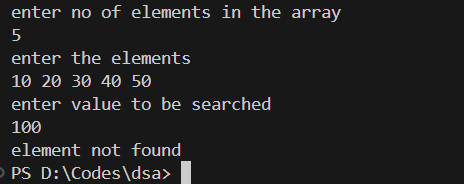 enter no of elements in the array
5
enter the elements
10 20 30 40 50
enter value to be searched
100
element not found
PS D:\Codes\dsa>